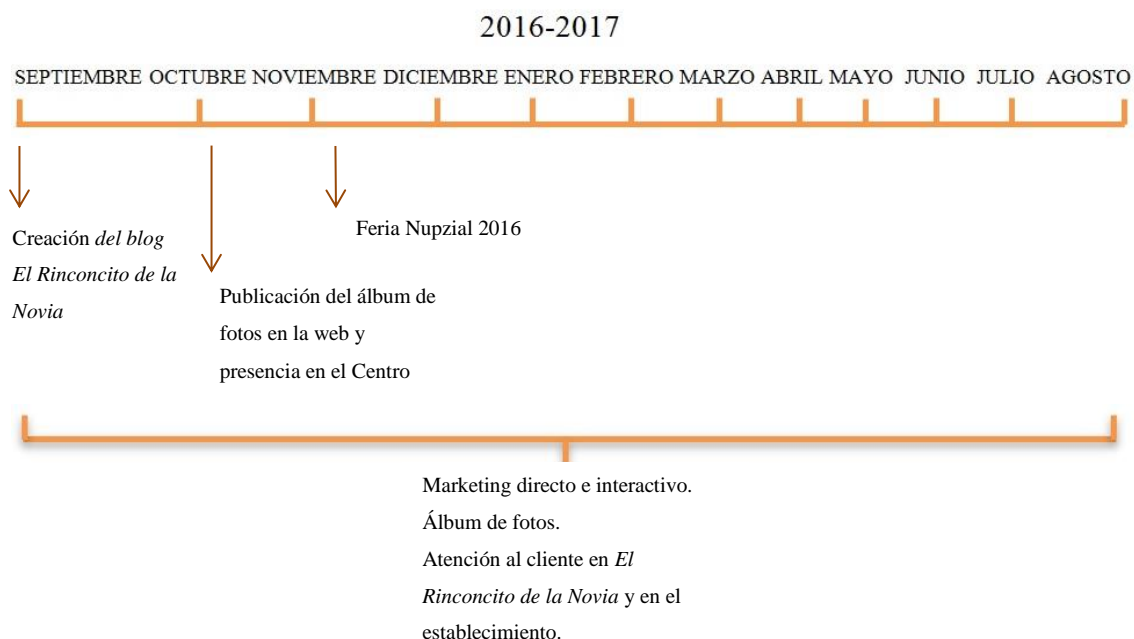 2016-2017
SEPTIEMBRE OCTUBRE NOVIEMBRE DICIEMBRE ENERO FEBRERO MARZO ABRIL MAYO JUNIO JULIO AGOSTO
Creación del blog
El Rinconcito de la
Novia
Feria Nupzial 2016
Publicación del álbum de
fotos en la web y
presencia en el Centro
Marketing directo e interactivo.
Álbum de fotos.
Atención al cliente en El
Rinconcito de la Novia y en el
establecimiento.